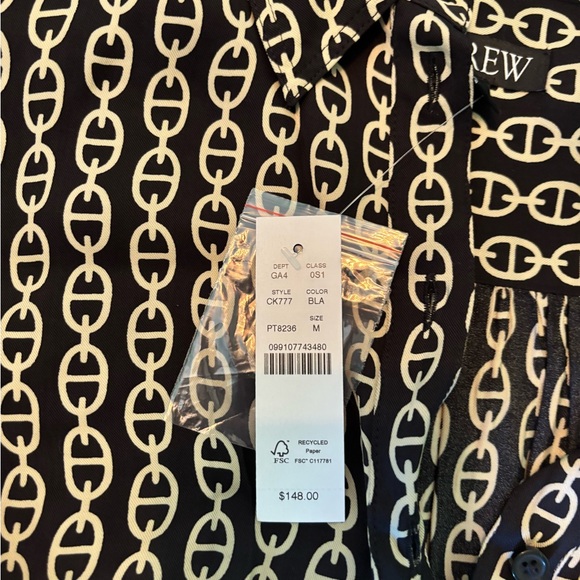 REW
DEPT CLASS
GA4 0S1
STYLE COLOR
CK777 BLA
SIZE
PT8236 M
099107743480
FSC
RECYCLED
Paper
FSC® C117781
$148.00